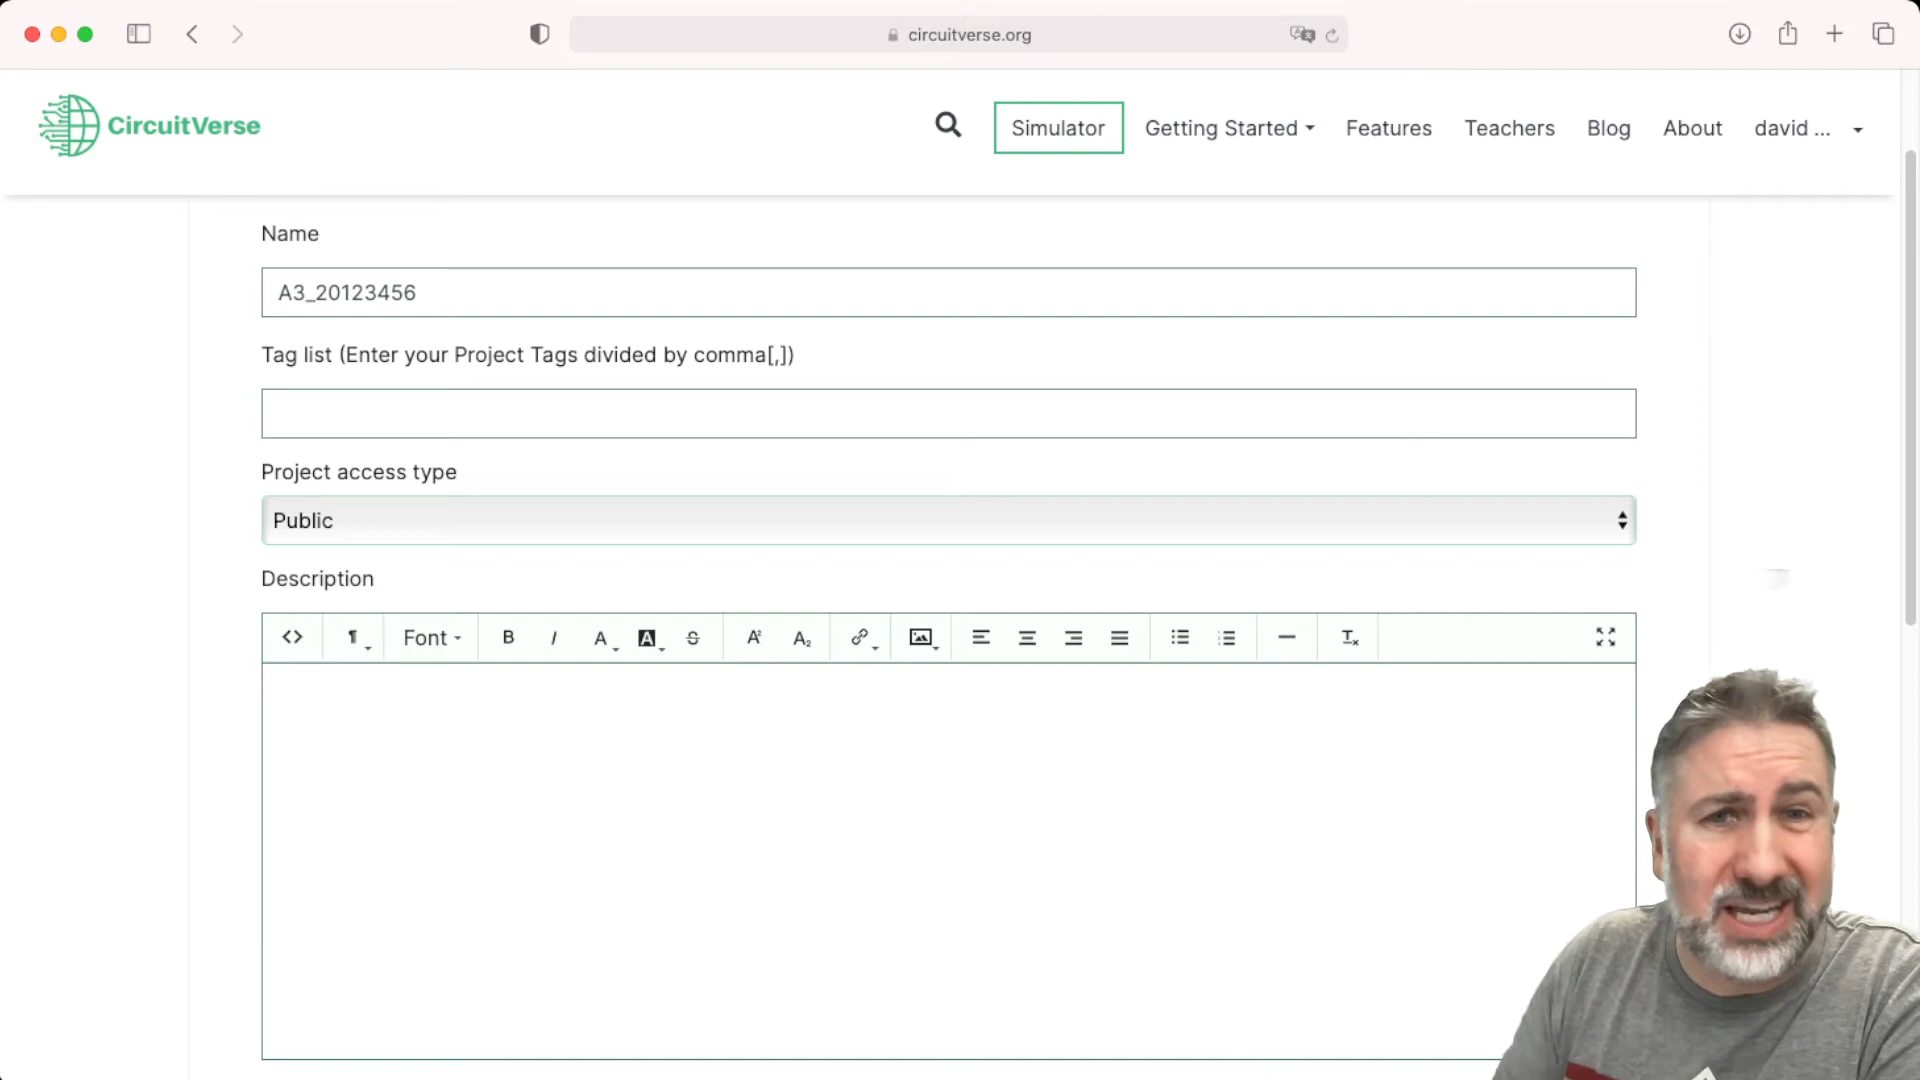 circuitverse.org
CircuitVerse
Simulator
Getting Started
Features
Teachers
Blog
About
david ...
Name
A3_20123456
Tag list (Enter your Project Tags divided by comma[,])
Project access type
Public
Description
Font